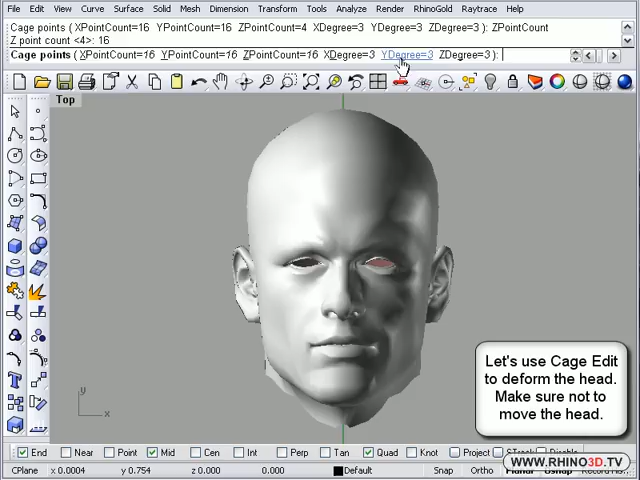 File Edit View Curve Surface Solid Mesh Dimension Transform Tools Analyze Render RhinoGold Raytrace Help
Cage points ( XPointCount=16 YPointCount=16 ZPointCount=4 XDegree=3 YDegree=3 ZDegree=3 ): ZPointCount
Z point count <4>: 16
Cage points ( XPointCount=16 YPointCount=16 ZPointCount=16 XDegree=3 YDegree=3 ZDegree=3 ):
Top
Let's use Cage Edit
to deform the head.
Make sure not to
move the head.
y
x
End Near Point Mid Cen Int Perp Tan Quad Knot Project STrack Disable
WWW.RHINO3D.TV
CPlane x 0.0004 y 0.754 z 0.000 0.000 Default Snap Ortho Planar Osnap